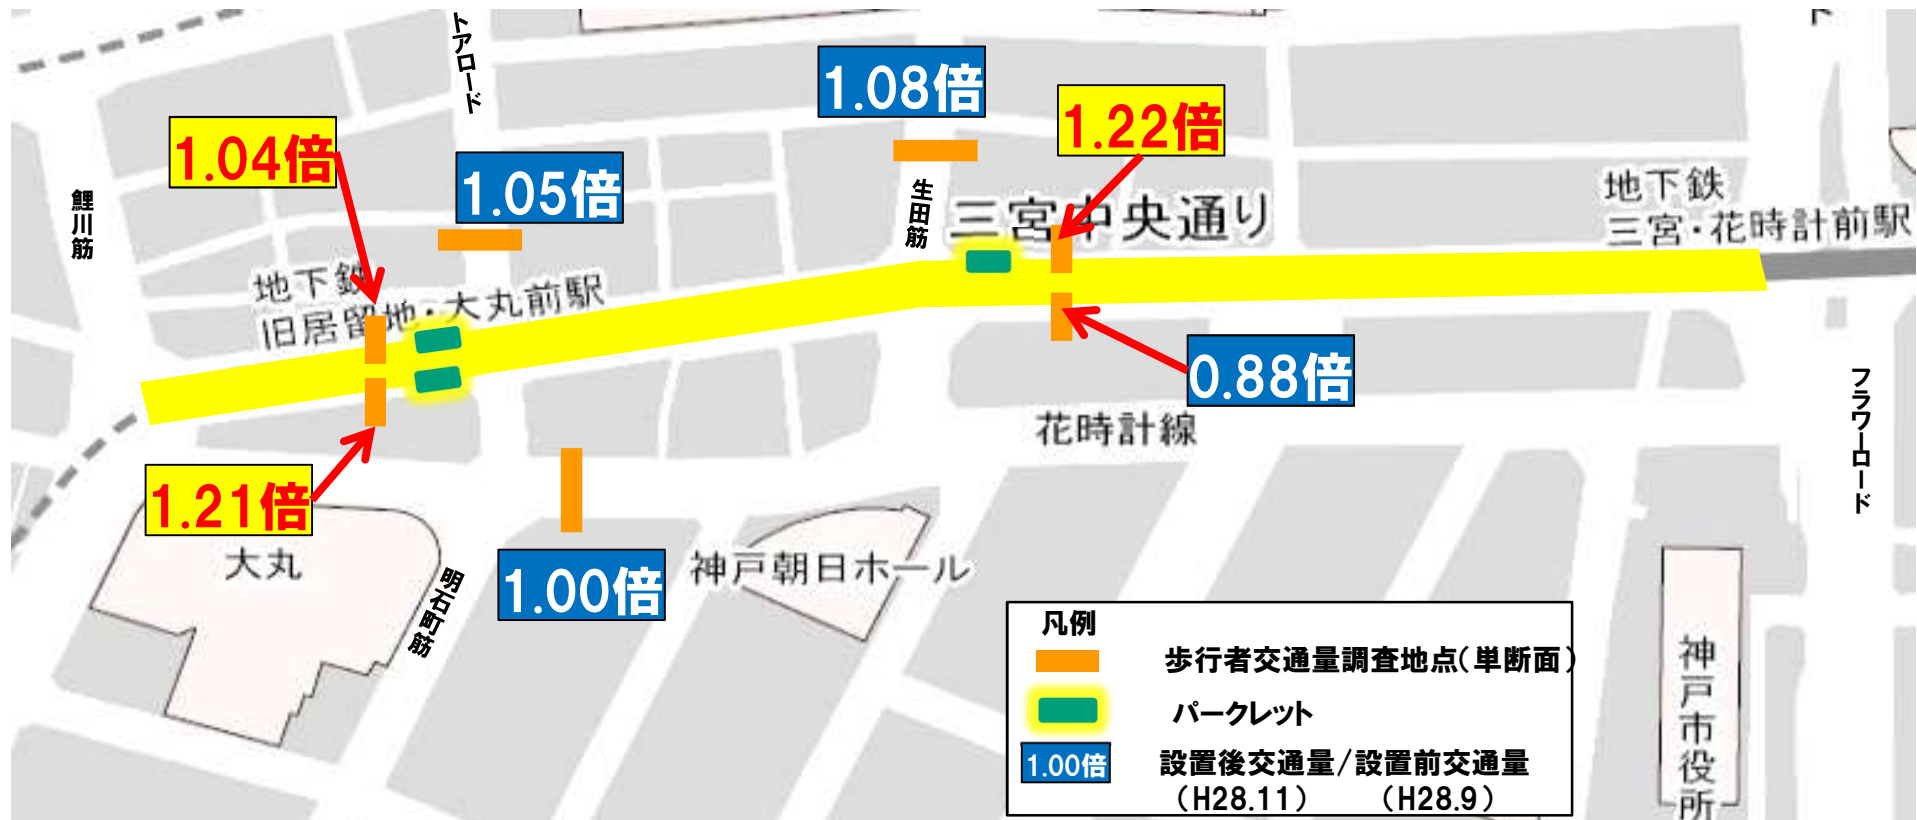 トアロード
1.08倍
1.22倍
1.04倍
1.05倍
鯉川筋
生田筋
三宮中央通り
地下鉄
三宮・花時計前駅
地下鉄
旧居留地・大丸前駅
0.88倍
花時計線
フラワーロード
1.21倍
大丸
明石町筋
1.00倍
神戸朝日ホール
神戸市役所
凡例
歩行者交通量調査地点(単断面)
パークレット
1.00倍
設置後交通量/設置前交通量
(H28.11) (H28.9)